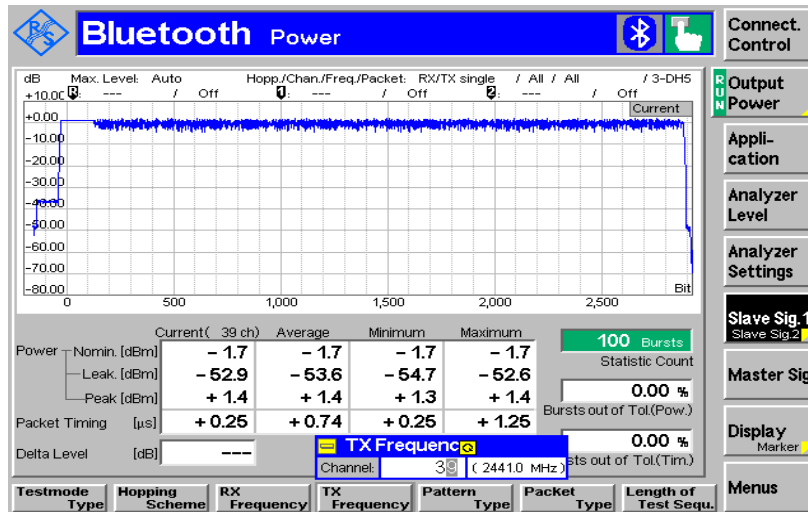 R S
Bluetooth Power
Connect.
Control
dB Max. Level: Auto Hopp./Chan./Freq./Packet: RX/TX single / All / All / 3-DH5
+10.00 R: --- / Off 1: --- / Off 2: --- / Off
Current
+0.00
-10.00
-20.00
-30.00
-40.00
-50.00
-60.00
-70.00
-80.00
Bit
0 500 1,000 1,500 2,000 2,500
RUN
Output
Power
Appli-
cation
Analyzer
Level
Analyzer
Settings
Slave Sig.1
Slave Sig.2
Master Sig
Display
Marker
Menus
Current( 39 ch) Average Minimum Maximum
Power Nomin. [dBm] - 1.7 - 1.7 - 1.7 - 1.7
Leak. [dBm] - 52.9 - 53.6 - 54.7 - 52.6
Peak [dBm] + 1.4 + 1.4 + 1.3 + 1.4
Packet Timing [µs] + 0.25 + 0.74 + 0.25 + 1.25
Delta Level [dB] ---
100 Bursts
Statistic Count
0.00 %
Bursts out of Tol.(Pow.)
0.00 %
sts out of Tol.(Tim.)
TX Frequenc
Channel: 39 ( 2441.0 MHz )
Testmode
Type
Hopping
Scheme
RX
Frequency
TX
Frequency
Pattern
Type
Packet
Type
Length of
Test Sequ.